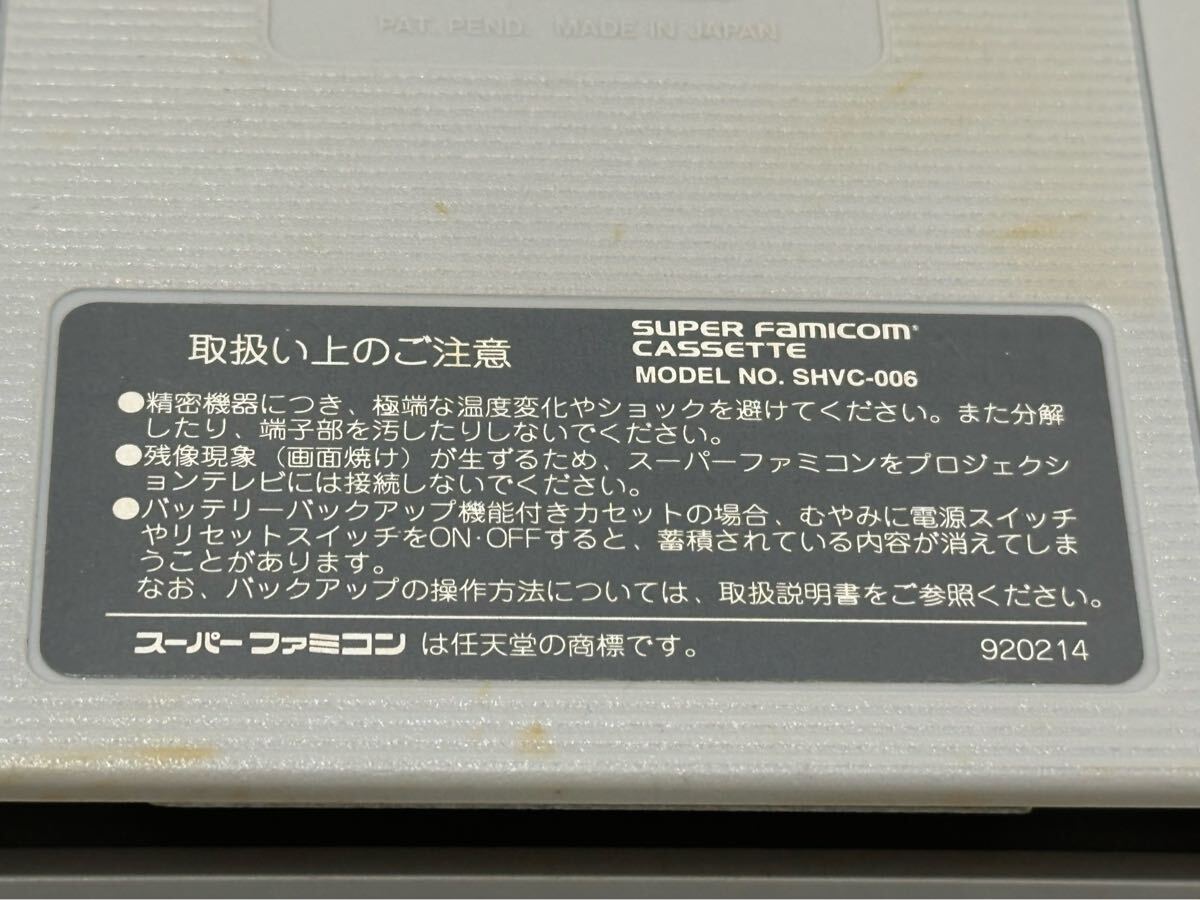 PAT. PEND. MADE IN JAPAN
取扱い上のご注意
SUPER FAMICOM
CASSETTE
MODEL NO. SHVC-006
●精密機器につき、極端な温度変化やショックを避けてください。また分解
したり、端子部を汚したりしないでください。
●残像現象（画面焼け）が生ずるため、スーパーファミコンをプロジェクシ
ョンテレビには接続しないでください。
●バッテリーバックアップ機能付きカセットの場合、むやみに電源スイッチ
やリセットスイッチをON・OFFすると、蓄積されている内容が消えてしま
うことがあります。
なお、バックアップの操作方法については、取扱説明書をご参照ください。
スーパーファミコン は任天堂の商標です。
920214